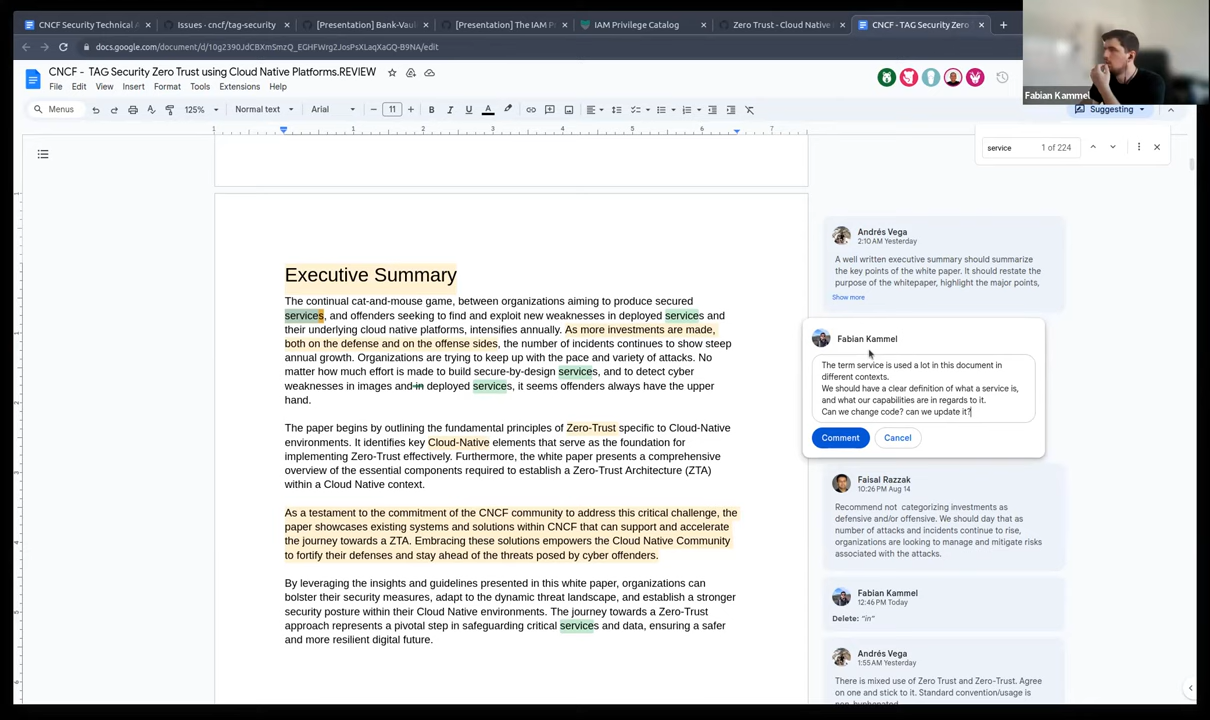 CNCF Security Technical A
Issues · cncf/tag-security
[Presentation] Bank-Vaul
[Presentation] The IAM P
IAM Privilege Catalog
Zero Trust - Cloud Native
CNCF - TAG Security Zero T
docs.google.com/document/d/
CNCF - TAG Security Zero Trust using Cloud Native Platforms.REVIEW
File Edit View Insert Format Tools Extensions Help
Fabian Kammel
Menus
125%
Normal text
Arial
11
Suggesting
service
1 of 224
1 1 2 3 4 5 6 7
Executive Summary
The continual cat-and-mouse game, between organizations aiming to produce secured
services, and offenders seeking to find and exploit new weaknesses in deployed services and
their underlying cloud native platforms, intensifies annually. As more investments are made,
both on the defense and on the offense sides, the number of incidents continues to show steep
annual growth. Organizations are trying to keep up with the pace and variety of attacks. No
matter how much effort is made to build secure-by-design services, and to detect cyber
weaknesses in images and in deployed services, it seems offenders always have the upper
hand.
The paper begins by outlining the fundamental principles of Zero-Trust specific to Cloud-Native
environments. It identifies key Cloud-Native elements that serve as the foundation for
implementing Zero-Trust effectively. Furthermore, the white paper presents a comprehensive
overview of the essential components required to establish a Zero-Trust Architecture (ZTA)
within a Cloud Native context.
As a testament to the commitment of the CNCF community to address this critical challenge, the
paper showcases existing systems and solutions within CNCF that can support and accelerate
the journey towards a ZTA. Embracing these solutions empowers the Cloud Native Community
to fortify their defenses and stay ahead of the threats posed by cyber offenders.
By leveraging the insights and guidelines presented in this white paper, organizations can
bolster their security measures, adapt to the dynamic threat landscape, and establish a stronger
security posture within their Cloud Native environments. The journey towards a Zero-Trust
approach represents a pivotal step in safeguarding critical services and data, ensuring a safer
and more resilient digital future.
Andrés Vega
2:10 AM Yesterday
A well written executive summary should summarize
the key points of the white paper. It should restate the
purpose of the whitepaper, highlight the major points,
Show more
Fabian Kammel
The term service is used a lot in this document in
different contexts.
We should have a clear definition of what a service is,
and what our capabilities are in regards to it.
Can we change code? can we update it?
Comment
Cancel
Faisal Razzak
10:26 PM Aug 14
Recommend not categorizing investments as
defensive and/or offensive. We should day that as
number of attacks and incidents continue to rise,
organizations are looking to manage and mitigate risks
associated with the attacks.
Fabian Kammel
12:46 PM Today
Delete: "in"
Andrés Vega
1:55 AM Yesterday
There is mixed use of Zero Trust and Zero-Trust. Agree
on one and stick to it. Standard convention/usage is